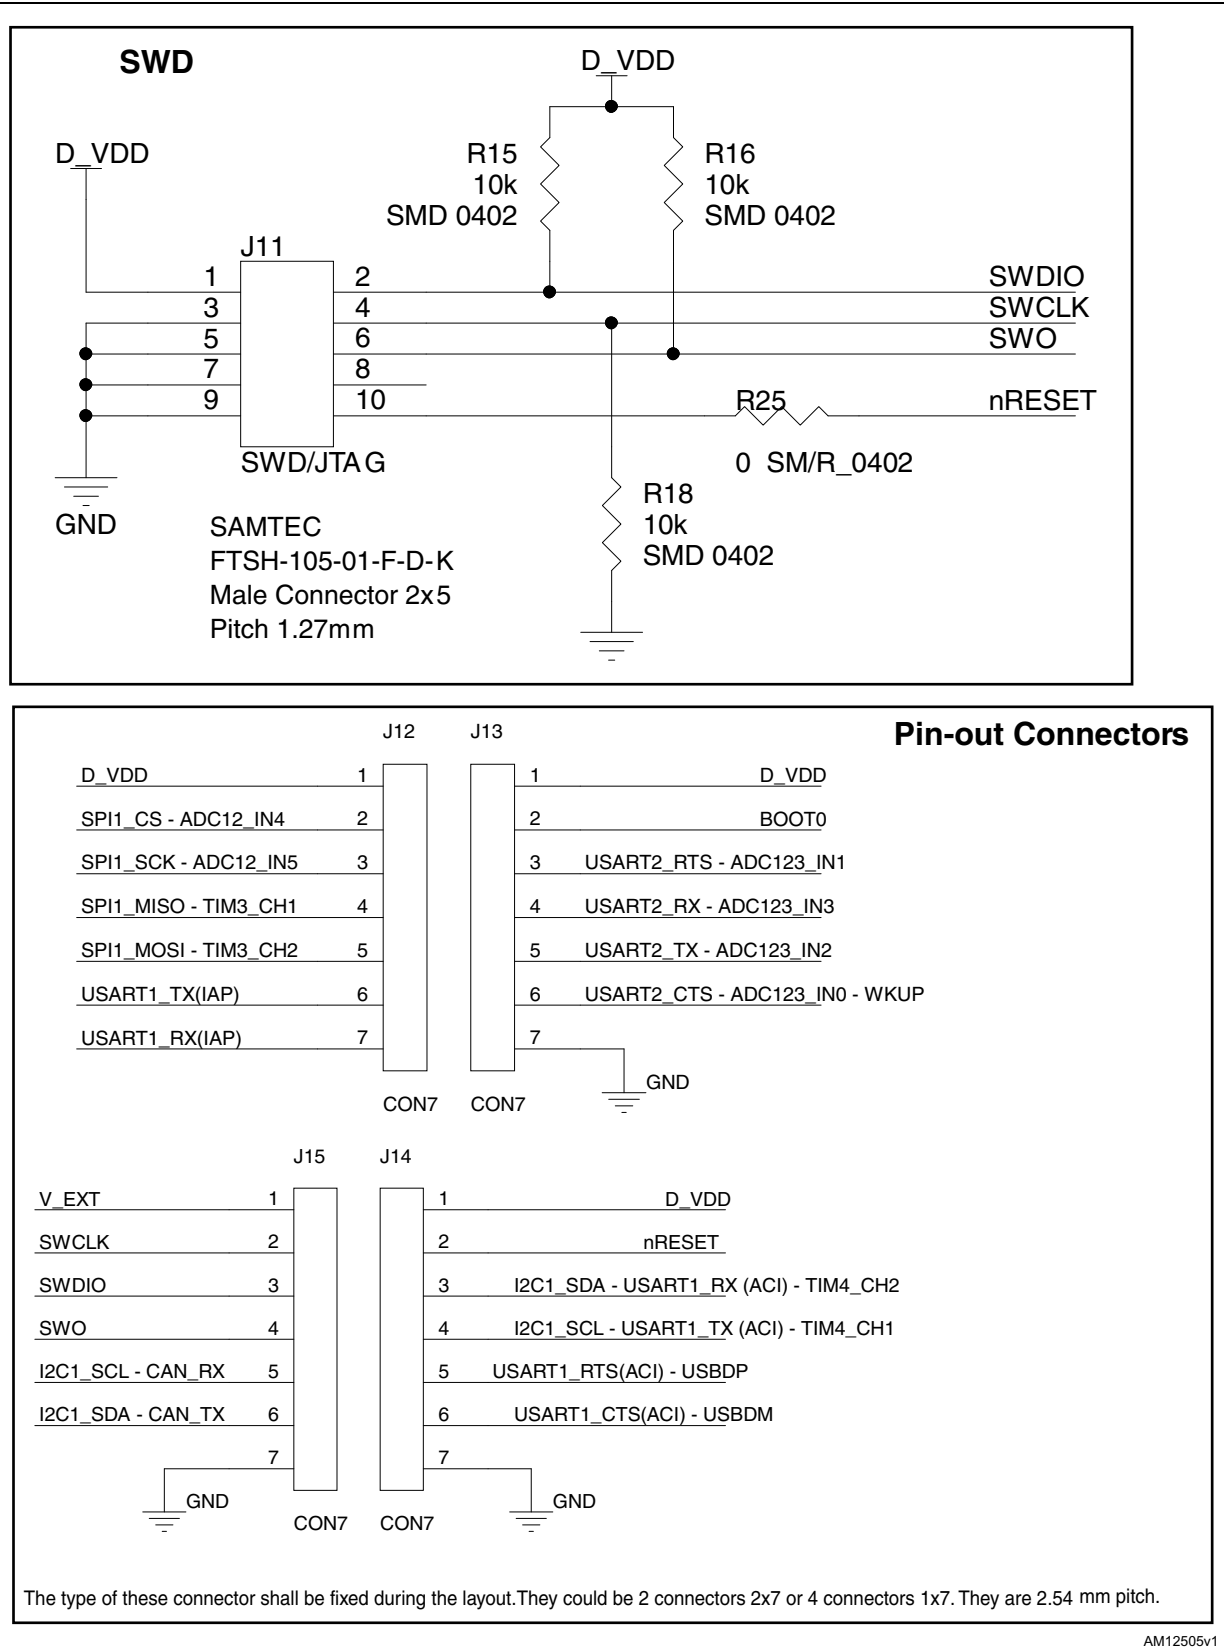 SWD
D_VDD
D_VDD
R15
10k
SMD 0402
R16
10k
SMD 0402
J11
1 2 SWDIO
3 4 SWCLK
5 6 SWO
7 8
9 10 R25 nRESET
SWD/JTAG
0 SM/R_0402
GND
R18
10k
SMD 0402
SAMTEC
FTSH-105-01-F-D-K
Male Connector 2x5
Pitch 1.27mm
Pin-out Connectors
J12 J13
D_VDD 1 1 D_VDD
SPI1_CS - ADC12_IN4 2 2 BOOT0
SPI1_SCK - ADC12_IN5 3 3 USART2_RTS - ADC123_IN1
SPI1_MISO - TIM3_CH1 4 4 USART2_RX - ADC123_IN3
SPI1_MOSI - TIM3_CH2 5 5 USART2_TX - ADC123_IN2
USART1_TX(IAP) 6 6 USART2_CTS - ADC123_IN0 - WKUP
USART1_RX(IAP) 7 7
GND
CON7 CON7
J15 J14
V_EXT 1 1 D_VDD
SWCLK 2 2 nRESET
SWDIO 3 3 I2C1_SDA - USART1_RX (ACI) - TIM4_CH2
SWO 4 4 I2C1_SCL - USART1_TX (ACI) - TIM4_CH1
I2C1_SCL - CAN_RX 5 5 USART1_RTS(ACI) - USBDP
I2C1_SDA - CAN_TX 6 6 USART1_CTS(ACI) - USBDM
7 7
GND GND
CON7 CON7
The type of these connector shall be fixed during the layout.They could be 2 connectors 2x7 or 4 connectors 1x7. They are 2.54 mm pitch.
AM12505v1